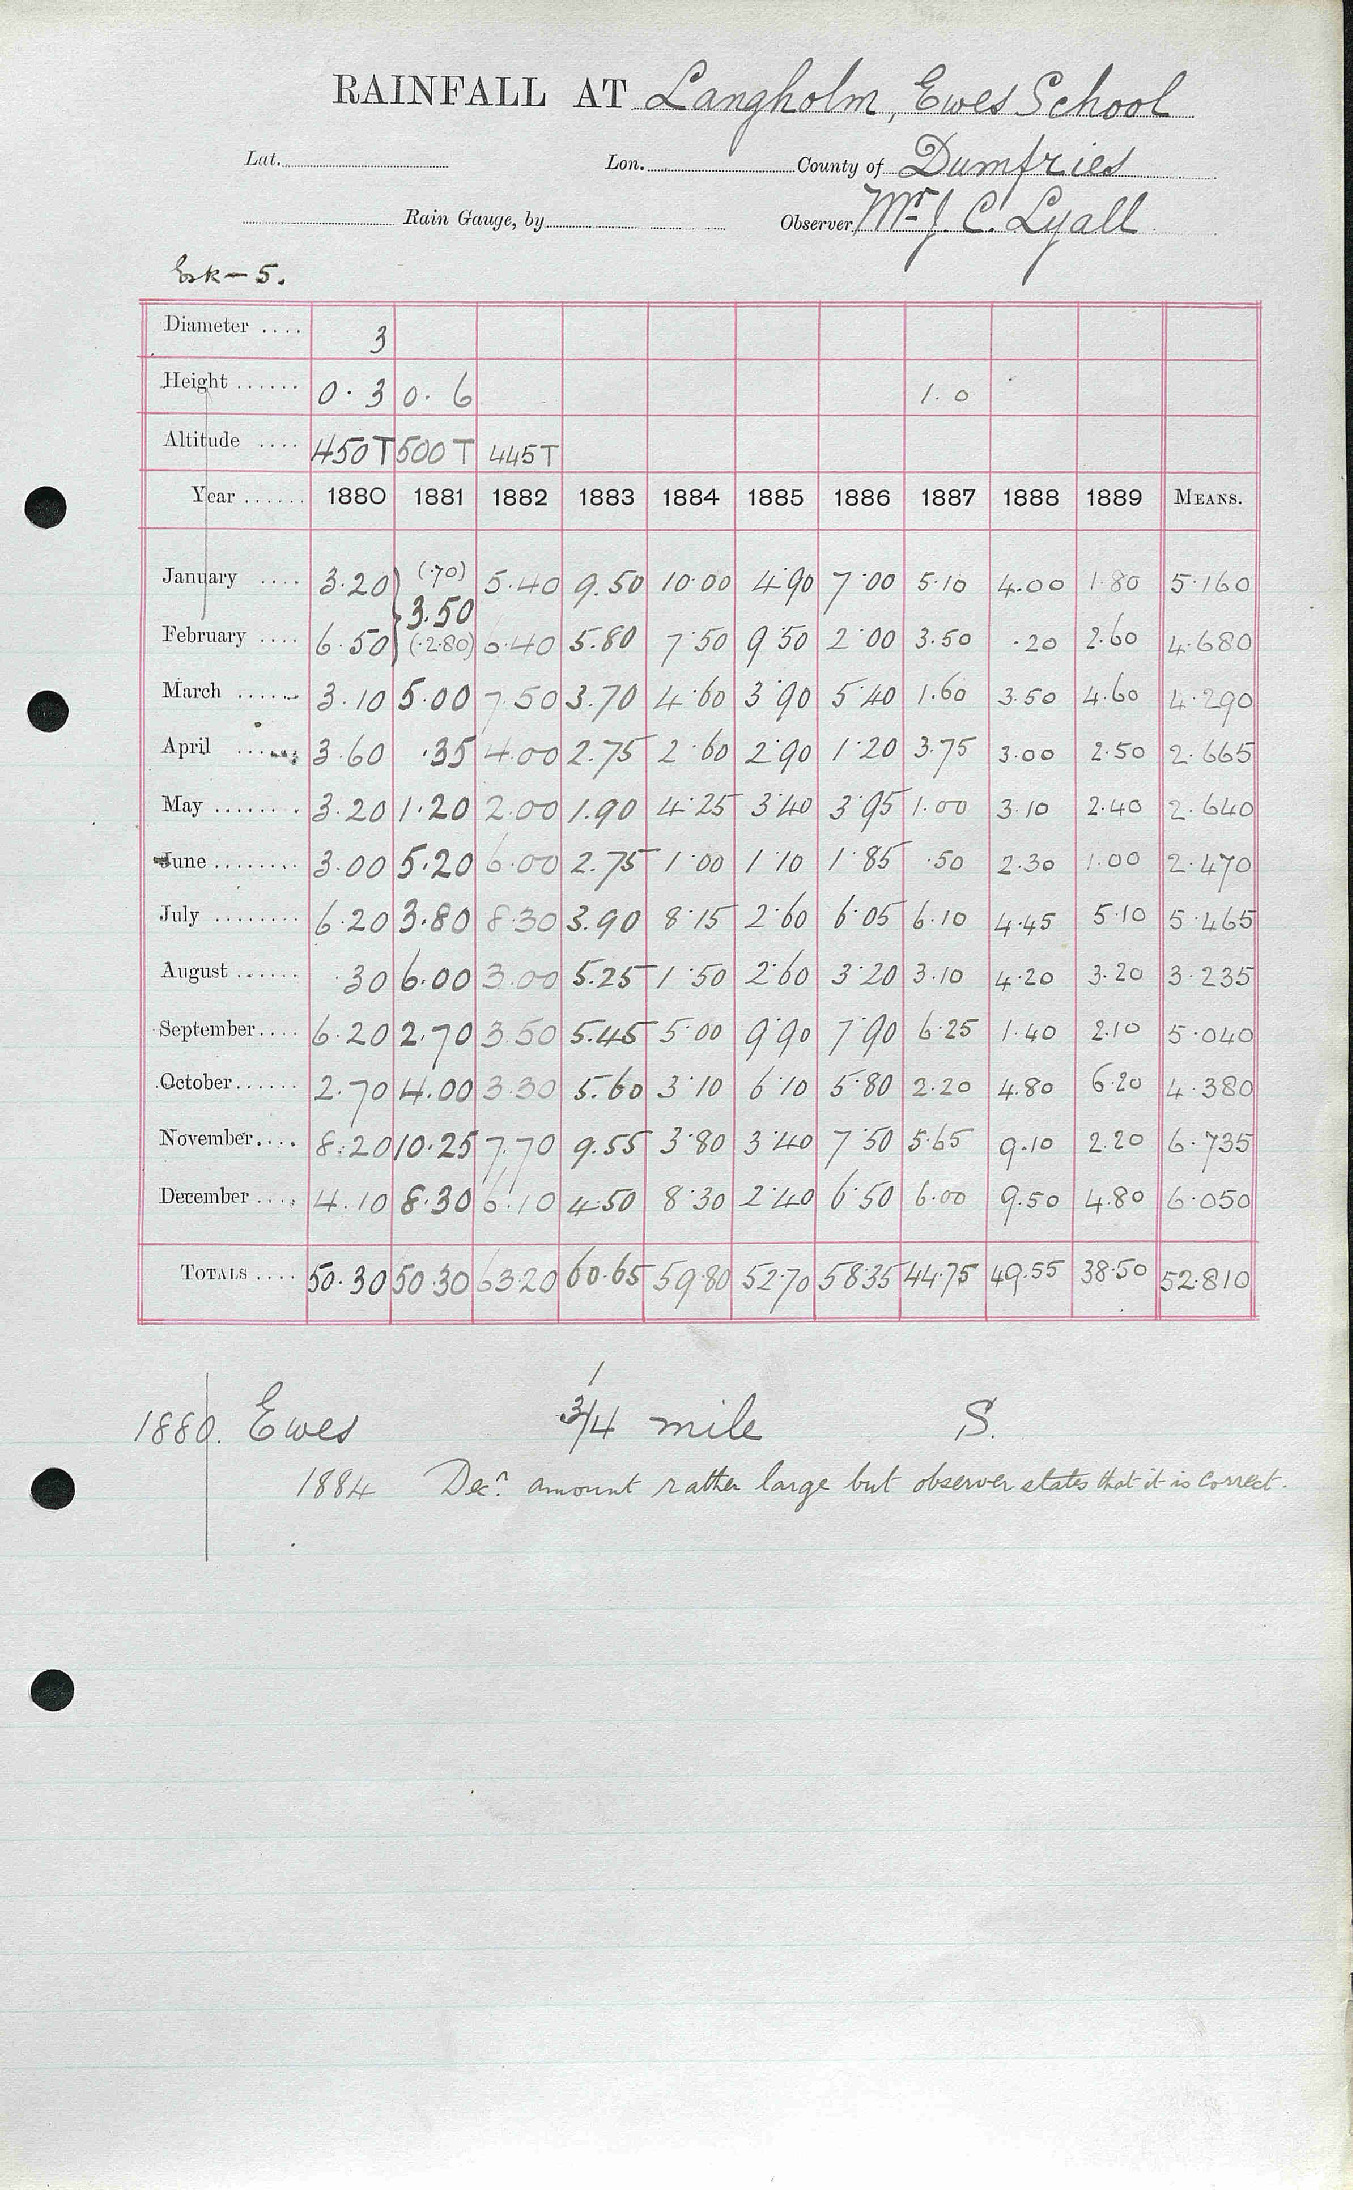 RAINFALL AT Langholm, Ewes School
Lat. Lon. County of Dumfries
Rain Gauge, by Observer, Mr J. C. Lyall
Esk – 5.
Diameter .... 3
Height ...... 0.3 0.6 1.0
Altitude .... 450T 500T 445T
Year ...... 1880 1881 1882 1883 1884 1885 1886 1887 1888 1889 MEANS.
January .... 3.20 (.70) 5.40 9.50 10.00 4.90 7.00 5.10 4.00 1.80 5.160
3.50
February .... 6.50 (2.80) 6.40 5.80 7.50 9.50 2.00 3.50 .20 2.60 4.680
March ...... 3.10 5.00 7.50 3.70 4.60 3.90 5.40 1.60 3.50 4.60 4.290
April ...... 3.60 .35 4.00 2.75 2.60 2.90 1.20 3.75 3.00 2.50 2.665
May ........ 3.20 1.20 2.00 1.90 4.25 3.40 3.95 1.00 3.10 2.40 2.640
June ........ 3.00 5.20 6.00 2.75 1.00 1.10 1.85 .50 2.30 1.00 2.470
July ........ 6.20 3.80 8.30 3.90 8.15 2.60 6.05 6.10 4.45 5.10 5.465
August ...... .30 6.00 3.00 5.25 1.50 2.60 3.20 3.10 4.20 3.20 3.235
September .... 6.20 2.70 3.50 5.45 5.00 9.90 7.90 6.25 1.40 2.10 5.040
October ...... 2.70 4.00 3.30 5.60 3.10 6.10 5.80 2.20 4.80 6.20 4.380
November .... 8.20 10.25 7.70 9.55 3.80 3.40 7.50 5.65 9.10 2.20 6.735
December .... 4.10 8.30 6.10 4.50 8.30 2.40 6.50 6.00 9.50 4.80 6.050
TOTALS .... 50.30 50.30 63.20 60.65 59.80 52.70 58.35 44.75 49.55 38.50 52.810
1880. Ewes 3/4 mile S.
1884 Decr amount rather large but observer states that it is correct.